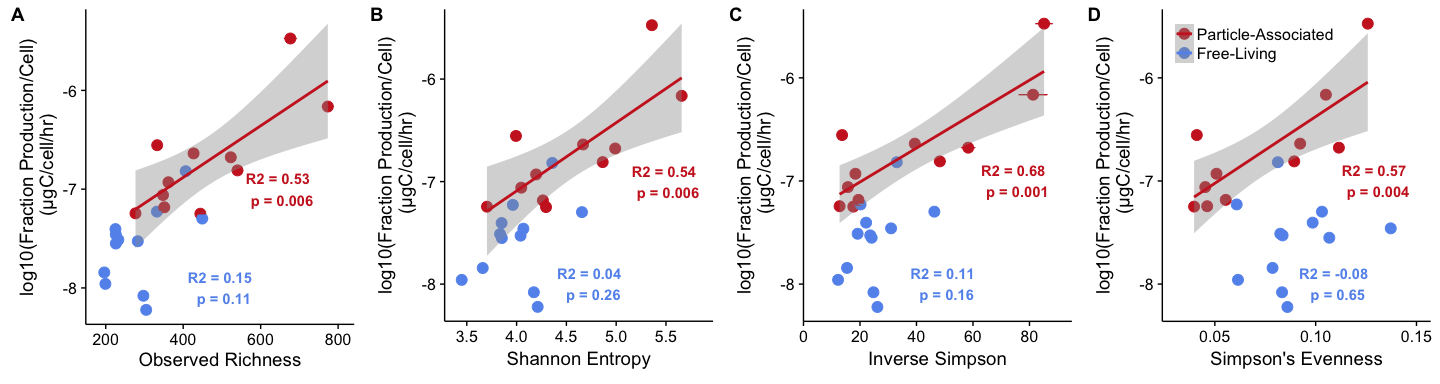 A
log10(Fraction Production/Cell)
(µgC/cell/hr)
-6
-7
-8
R2 = 0.53
p = 0.006
R2 = 0.15
p = 0.11
200 400 600 800
Observed Richness
B
log10(Fraction Production/Cell)
(µgC/cell/hr)
-6
-7
-8
R2 = 0.54
p = 0.006
R2 = 0.04
p = 0.26
3.5 4.0 4.5 5.0 5.5
Shannon Entropy
C
log10(Fraction Production/Cell)
(µgC/cell/hr)
-6
-7
-8
R2 = 0.68
p = 0.001
R2 = 0.11
p = 0.16
0 20 40 60 80
Inverse Simpson
D
log10(Fraction Production/Cell)
(µgC/cell/hr)
-6
-7
-8
Particle-Associated
Free-Living
R2 = 0.57
p = 0.004
R2 = -0.08
p = 0.65
0.05 0.10 0.15
Simpson's Evenness